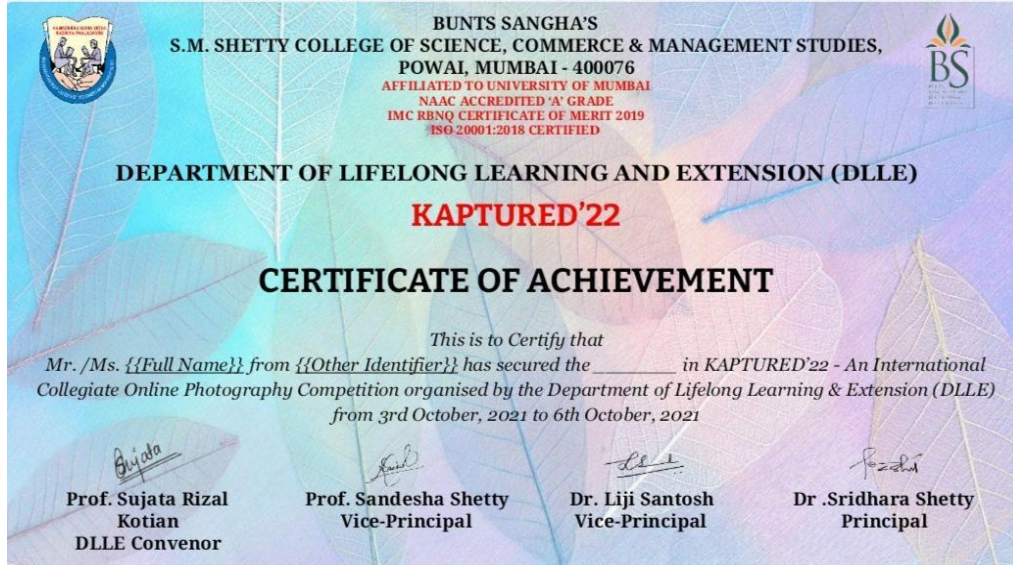 BUNTS SANGHA'S
S.M. SHETTY COLLEGE OF SCIENCE, COMMERCE & MANAGEMENT STUDIES,
POWAI, MUMBAI - 400076
AFFILIATED TO UNIVERSITY OF MUMBAI
NAAC ACCREDITED 'A' GRADE
IMC RBNQ CERTIFICATE OF MERIT 2019
ISO 20001:2018 CERTIFIED
BS
DEPARTMENT OF LIFELONG LEARNING AND EXTENSION (DLLE)
KAPTURED'22
CERTIFICATE OF ACHIEVEMENT
This is to Certify that
Mr. /Ms. {{Full Name}} from {{Other Identifier}} has secured the ________ in KAPTURED'22 - An International
Collegiate Online Photography Competition organised by the Department of Lifelong Learning & Extension (DLLE)
from 3rd October, 2021 to 6th October, 2021
Sujata
Prof. Sujata Rizal
Kotian
DLLE Convenor
Prof. Sandesha Shetty
Vice-Principal
Dr. Liji Santosh
Vice-Principal
Dr .Sridhara Shetty
Principal